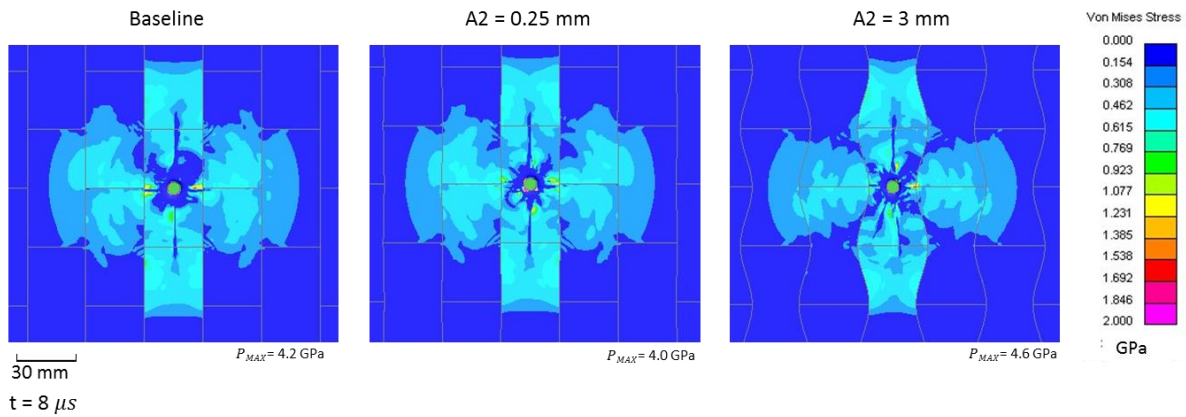 Baseline
A2 = 0.25 mm
A2 = 3 mm
Von Mises Stress
0.000
0.154
0.308
0.462
0.615
0.769
0.923
1.077
1.231
1.385
1.538
1.692
1.846
2.000
GPa
P_MAX= 4.2 GPa
P_MAX= 4.0 GPa
P_MAX= 4.6 GPa
30 mm
t = 8 μs